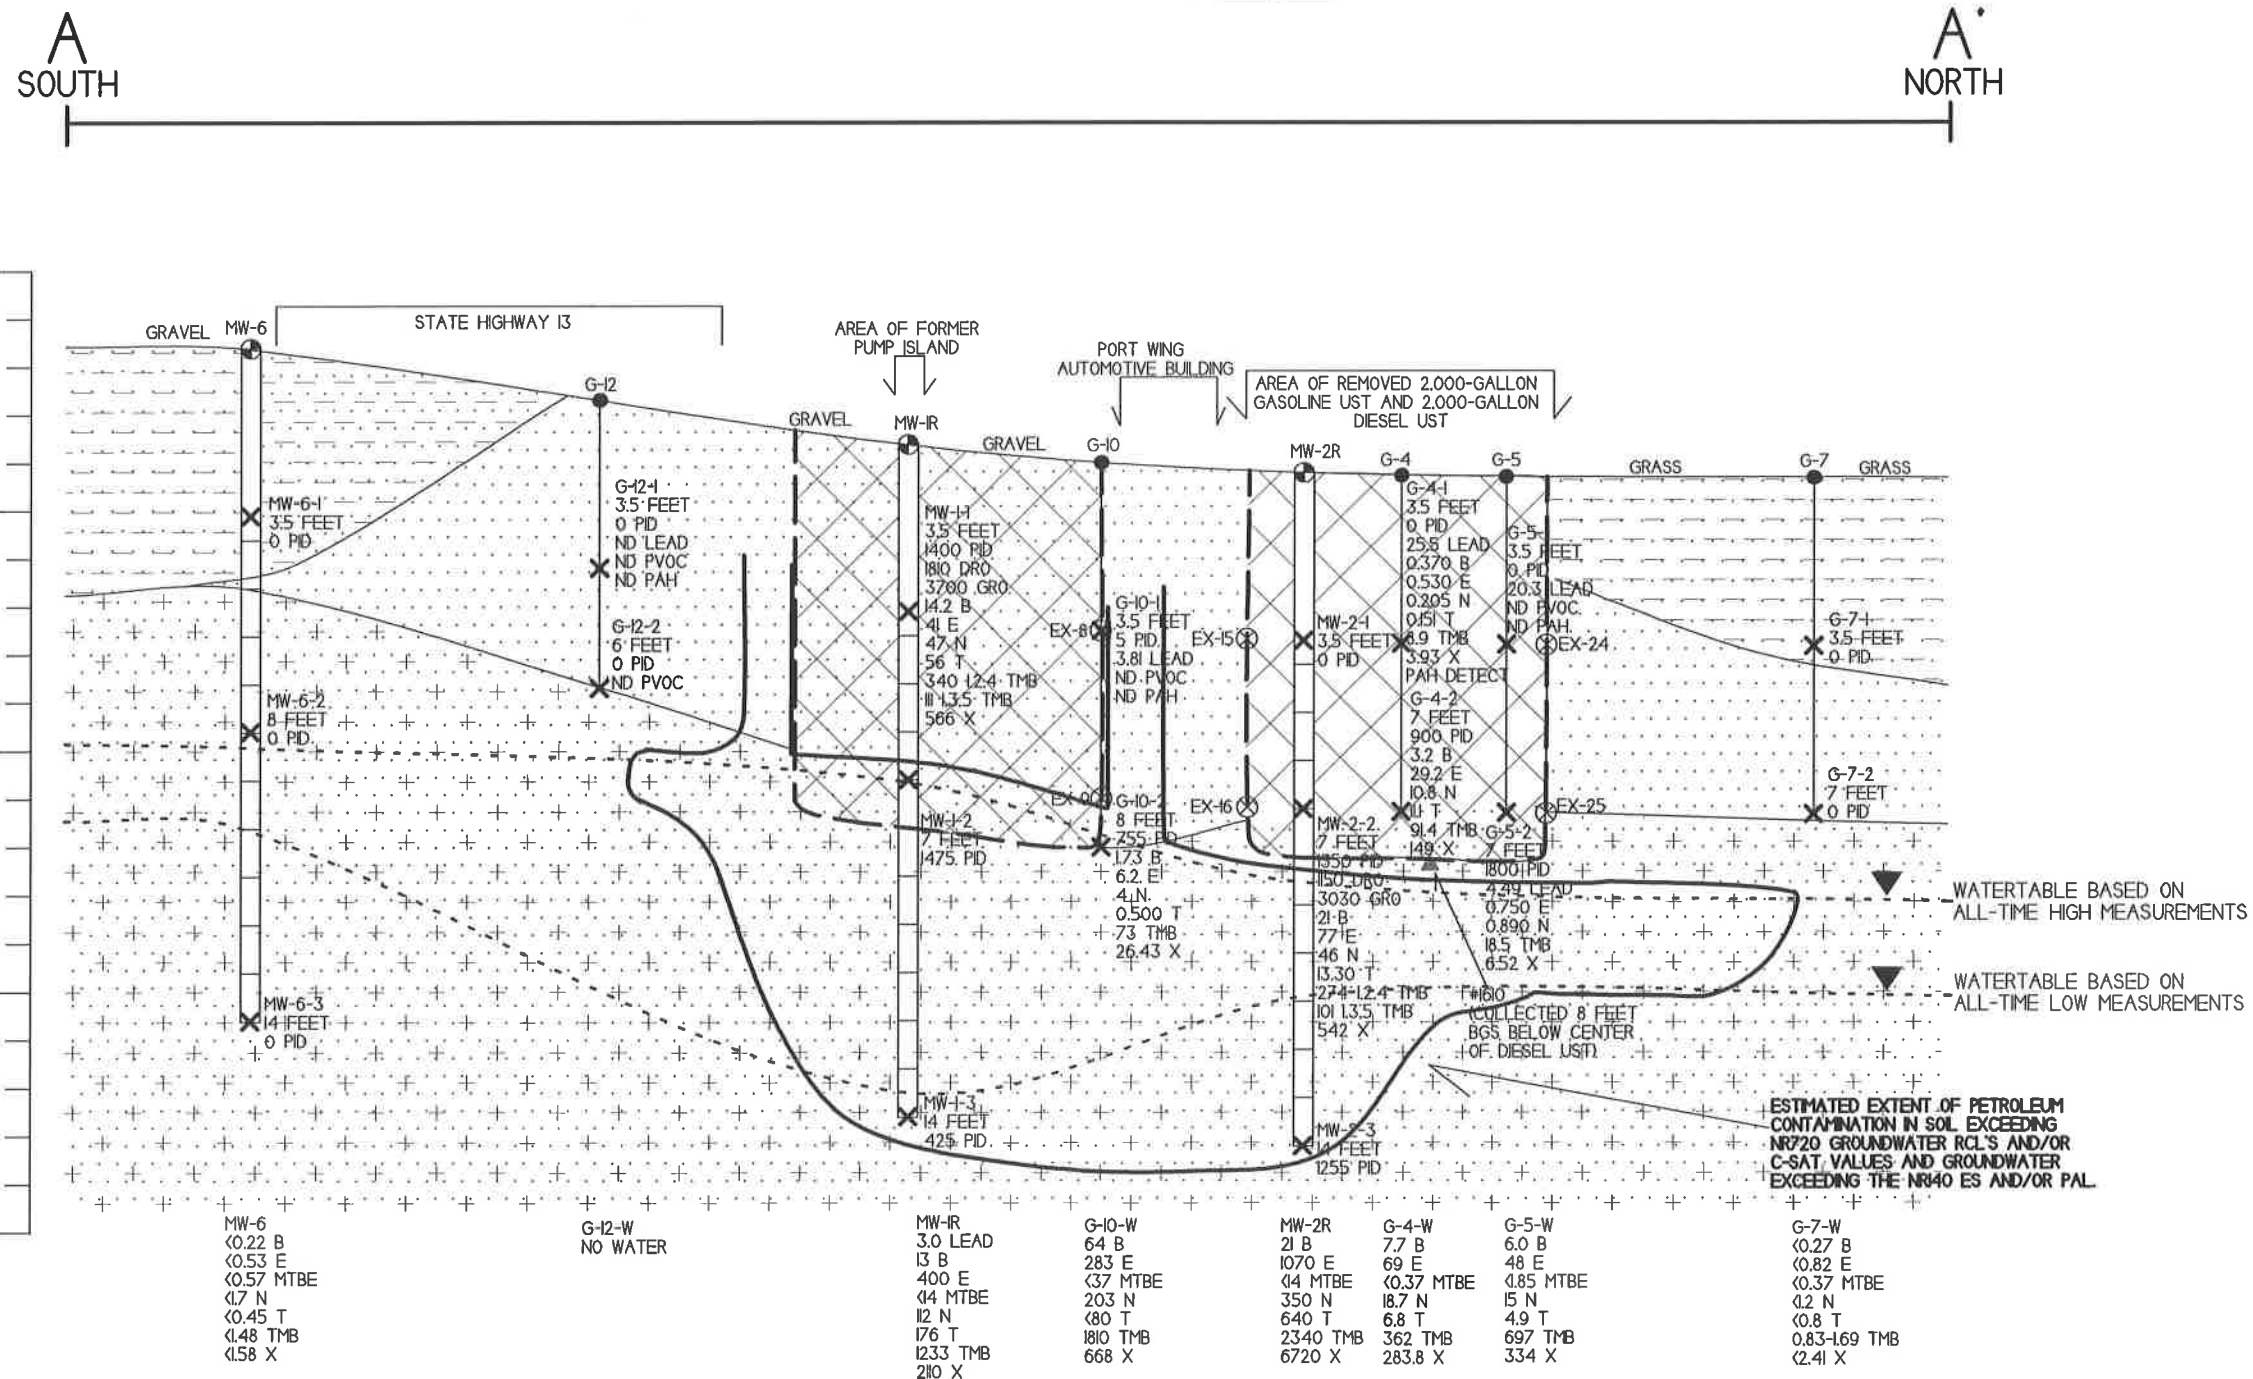 A
SOUTH
A'
NORTH
GRAVEL
MW-6
STATE HIGHWAY 13
G-12
GRAVEL
AREA OF FORMER
PUMP ISLAND
MW-1R
GRAVEL
PORT WING
AUTOMOTIVE BUILDING
G-10
AREA OF REMOVED 2,000-GALLON
GASOLINE UST AND 2,000-GALLON
DIESEL UST
MW-2R
G-4
G-5
GRASS
G-7
GRASS
MW-6-1
3.5 FEET
0 PID
MW-6-2
8 FEET
0 PID
MW-6-3
14 FEET
0 PID
G-12-1
3.5 FEET
0 PID
ND LEAD
ND PVOC
ND PAH
G-12-2
6 FEET
0 PID
ND PVOC
MW-1-1
3.5 FEET
1400 PID
1810 DRO
3700 GRO
14.2 B
41 E
47 N
56 T
340 1,2,4 TMB
111 1,3,5 TMB
566 X
MW-1-2
7 FEET
1475 PID
MW-1-3
14 FEET
425 PID
EX-8
G-10-1
3.5 FEET
5 PID
3.81 LEAD
ND PVOC
ND PAH
G-10-2
8 FEET
755 PID
1.73 B
6.2 E
4 N
0.500 T
73 TMB
26.43 X
EX-15
EX-16
MW-2-1
3.5 FEET
0 PID
MW-2-2
7 FEET
1350 PID
1150 DRO
3030 GRO
21 B
77 E
46 N
13.30 T
274 1,2,4 TMB
101 1,3,5 TMB
542 X
MW-2-3
14 FEET
1255 PID
G-4-1
3.5 FEET
0 PID
25.5 LEAD
0.370 B
0.530 E
0.205 N
0.151 T
8.9 TMB
3.93 X
PAH DETECT
G-4-2
7 FEET
900 PID
3.2 B
29.2 E
10.8 N
11.1 T
91.4 TMB
149 X
G-5-1
3.5 FEET
0 PID
20.3 LEAD
ND PVOC
ND PAH
EX-24
EX-25
G-5-2
7 FEET
1800 PID
4.49 LEAD
0.750 E
0.890 N
18.5 TMB
6.52 X
#1610
(COLLECTED 8 FEET
BGS BELOW CENTER
OF DIESEL UST)
G-7-1
3.5 FEET
0 PID
G-7-2
7 FEET
0 PID
WATERTABLE BASED ON
ALL-TIME HIGH MEASUREMENTS
WATERTABLE BASED ON
ALL-TIME LOW MEASUREMENTS
ESTIMATED EXTENT OF PETROLEUM
CONTAMINATION IN SOIL EXCEEDING
NR720 GROUNDWATER RCL'S AND/OR
C-SAT VALUES AND GROUNDWATER
EXCEEDING THE NR140 ES AND/OR PAL.
MW-6
<0.22 B
<0.53 E
<0.57 MTBE
<1.7 N
<0.45 T
<1.48 TMB
<1.58 X
G-12-W
NO WATER
MW-1R
3.0 LEAD
13 B
400 E
<14 MTBE
112 N
176 T
1233 TMB
2110 X
G-10-W
64 B
283 E
<37 MTBE
203 N
<80 T
1810 TMB
668 X
MW-2R
21 B
1070 E
<14 MTBE
350 N
640 T
2340 TMB
6720 X
G-4-W
7.7 B
69 E
<0.37 MTBE
18.7 N
6.8 T
362 TMB
283.8 X
G-5-W
6.0 B
48 E
<1.85 MTBE
15 N
4.9 T
697 TMB
334 X
G-7-W
<0.27 B
<0.82 E
<0.37 MTBE
<1.2 N
<0.8 T
0.83-1.69 TMB
<2.41 X